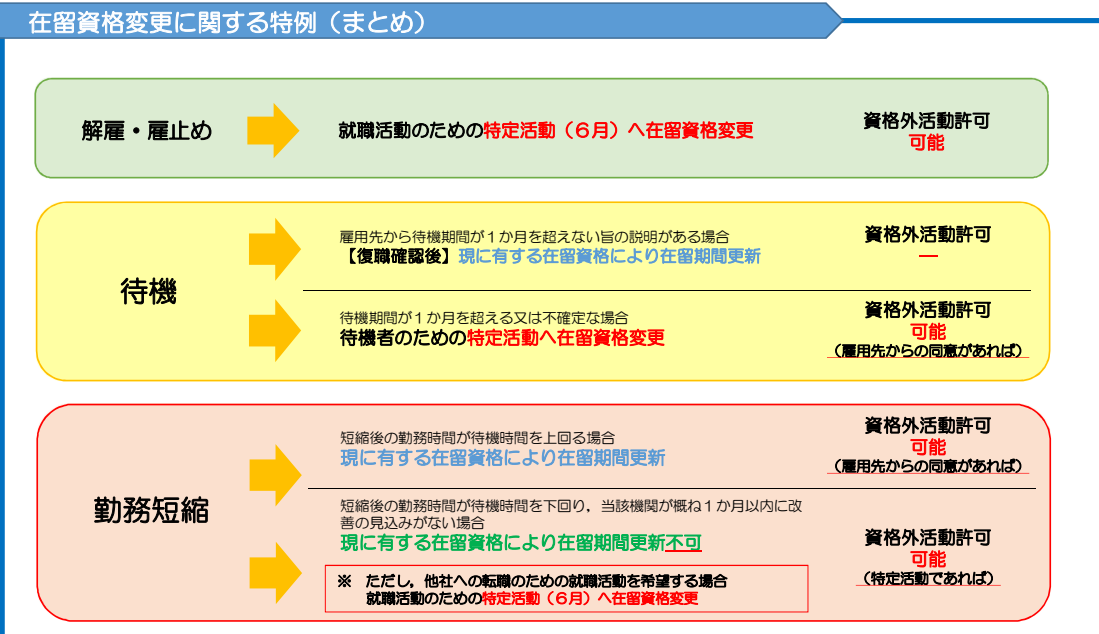 在留資格変更に関する特例（まとめ）
解雇・雇止め
就職活動のための特定活動（６月）へ在留資格変更
資格外活動許可
可能
待機
雇用先から待機期間が１か月を超えない旨の説明がある場合
【復職確認後】現に有する在留資格により在留期間更新
資格外活動許可
―
待機期間が１か月を超える又は不確定な場合
待機者のための特定活動へ在留資格変更
資格外活動許可
可能
（雇用先からの同意があれば）
勤務短縮
短縮後の勤務時間が待機時間を上回る場合
現に有する在留資格により在留期間更新
資格外活動許可
可能
（雇用先からの同意があれば）
短縮後の勤務時間が待機時間を下回り，当該機関が概ね１か月以内に改
善の見込みがない場合
現に有する在留資格により在留期間更新不可
資格外活動許可
可能
（特定活動であれば）
※　ただし，他社への転職のための就職活動を希望する場合
就職活動のための特定活動（６月）へ在留資格変更